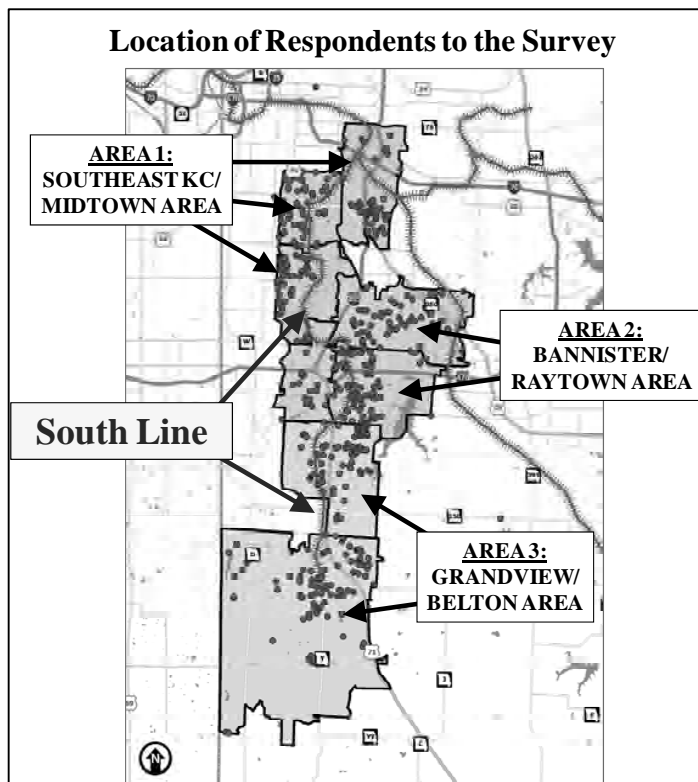 Location of Respondents to the Survey
AREA 1:
SOUTHEAST KC/
MIDTOWN AREA
AREA 2:
BANNISTER/
RAYTOWN AREA
South Line
AREA 3:
GRANDVIEW/
BELTON AREA
W
D
T
71
J
Z
N